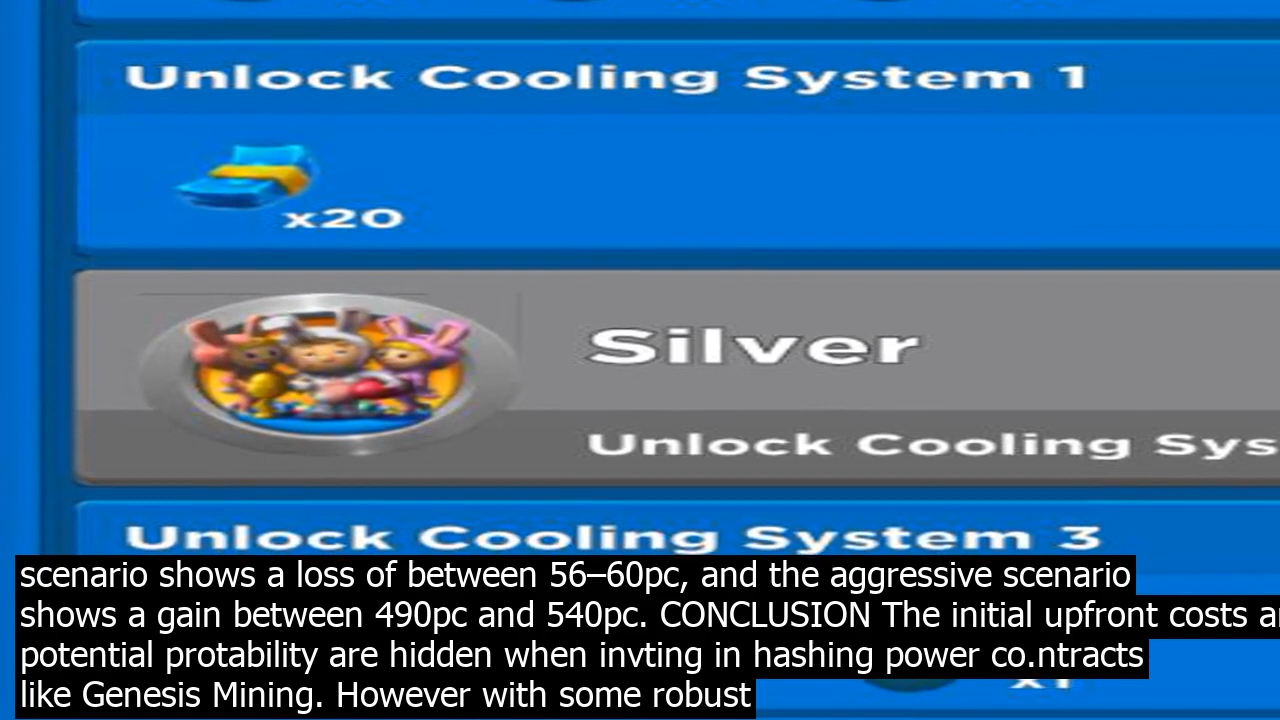 Unlock Cooling System 1
x20
Silver
Unlock Cooling Sys
Unlock Cooling System 3
scenario shows a loss of between 56–60pc, and the aggressive scenario
shows a gain between 490pc and 540pc. CONCLUSION The initial upfront costs
potential protability are hidden when invting in hashing power co.ntracts
like Genesis Mining. However with some robust
x1